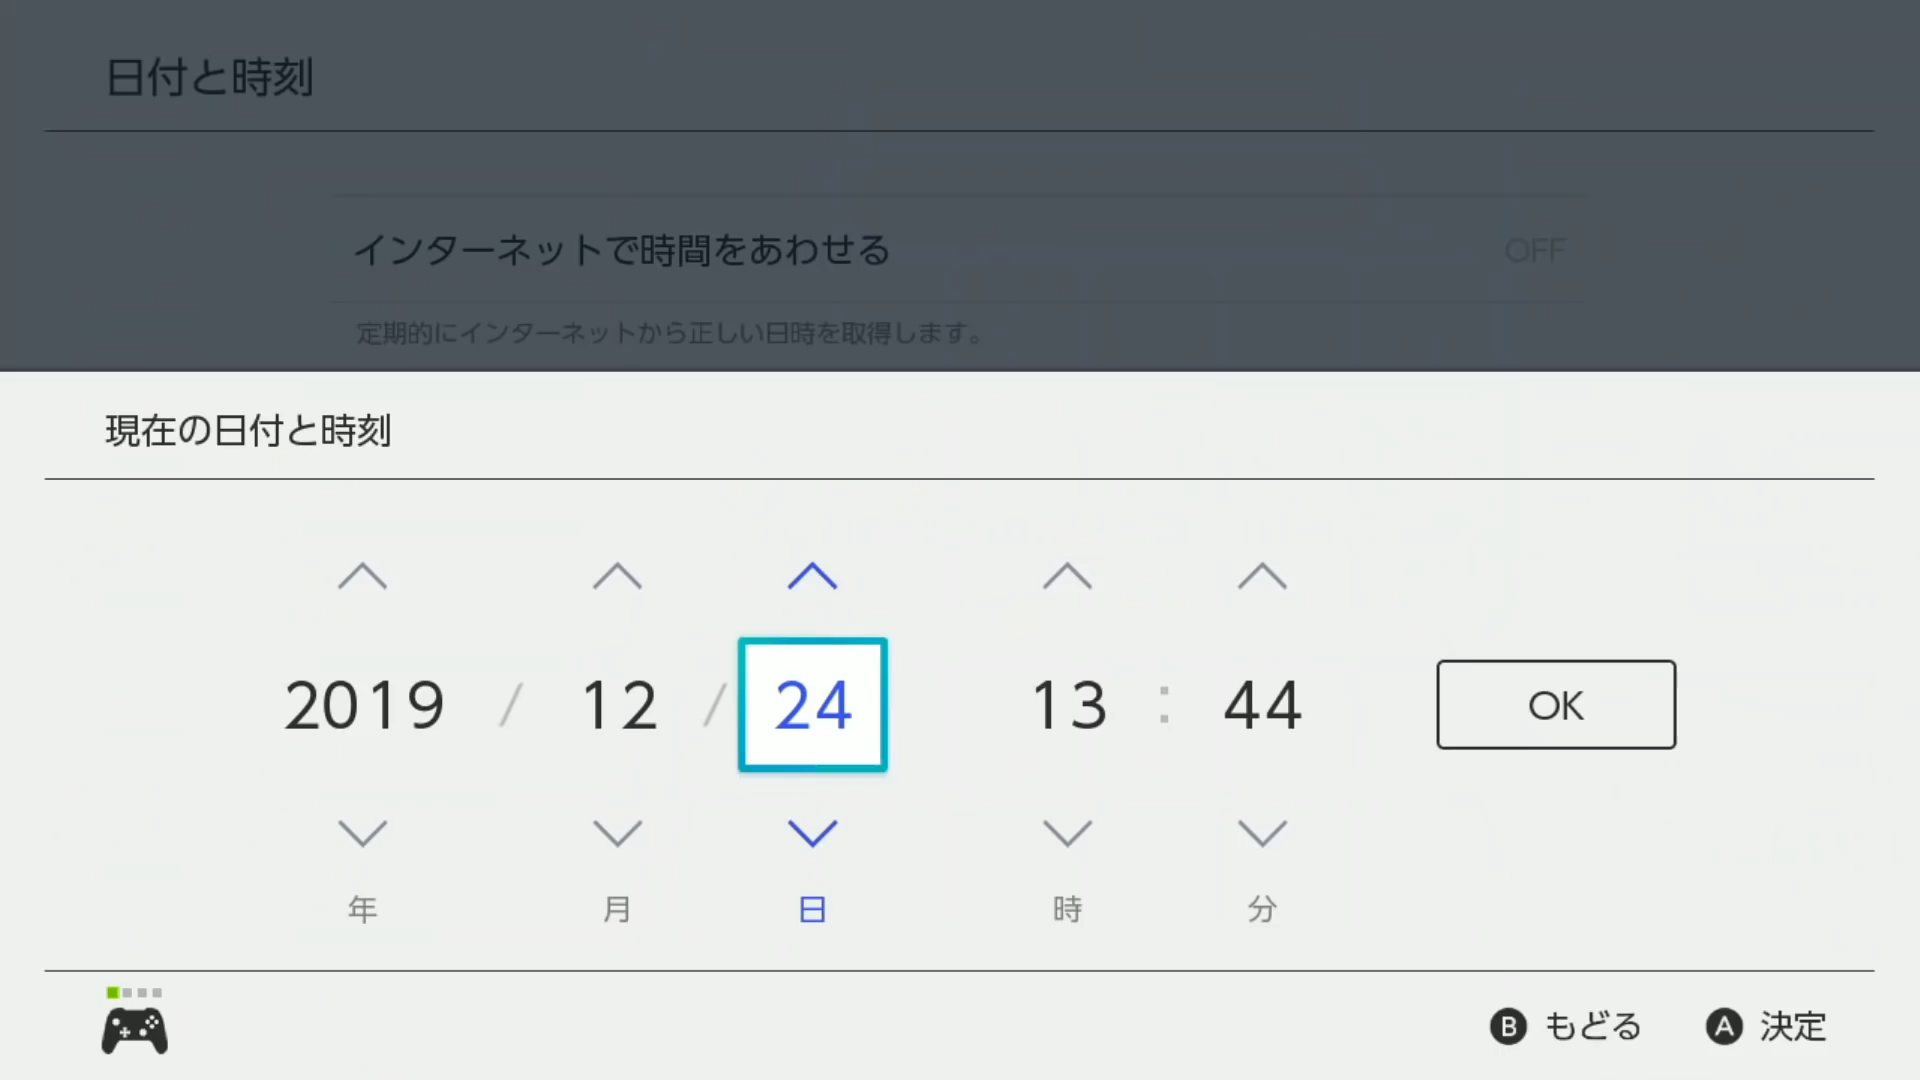 日付と時刻
インターネットで時間をあわせる OFF
定期的にインターネットから正しい日時を取得します。
現在の日付と時刻
2019 / 12 / 24 13 : 44 OK
年 月 日 時 分
B もどる A 決定